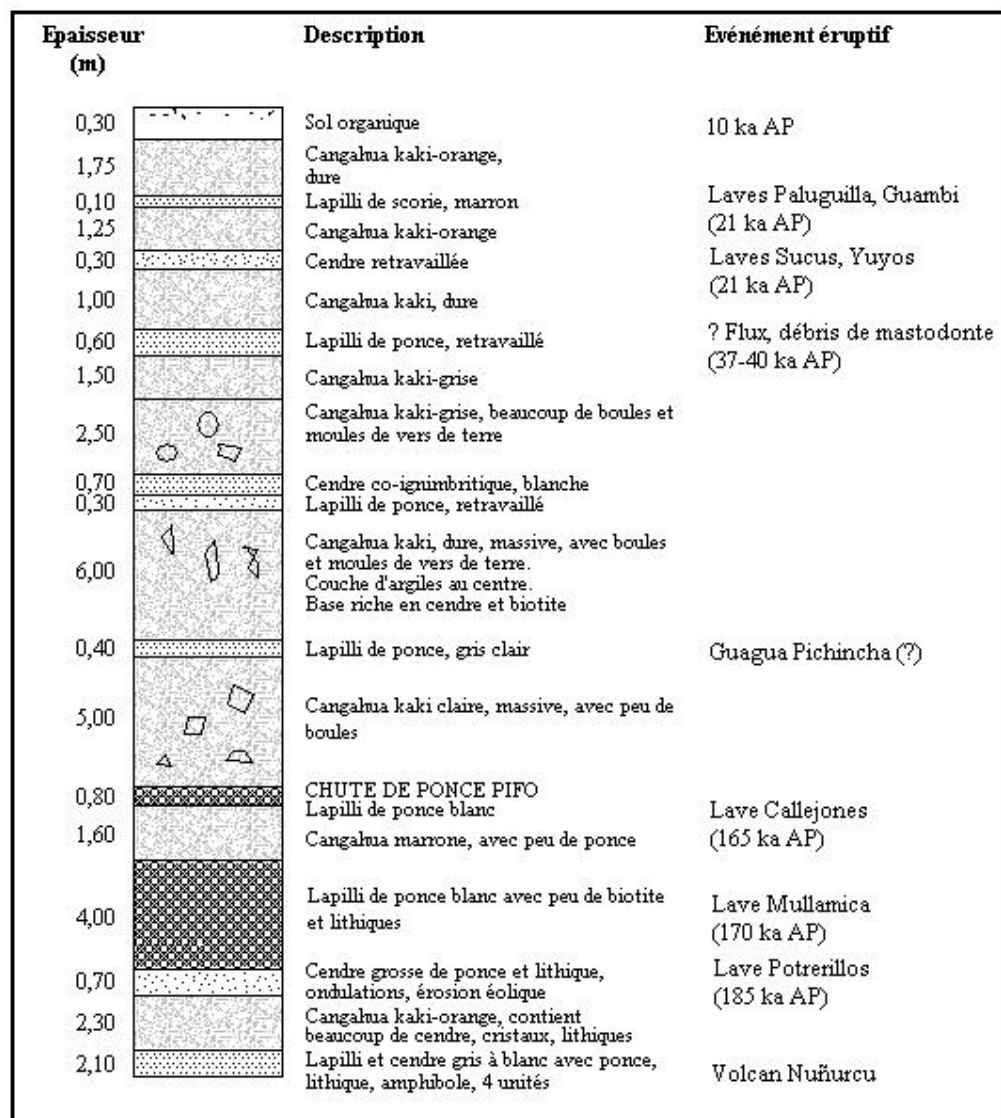 Epaisseur (m) Description Evénément éruptif
0,30 Sol organique 10 ka AP
1,75 Cangahua kaki-orange,
dure
0,10 Lapilli de scorie, marron Laves Paluguilla, Guambi
(21 ka AP)
1,25 Cangahua kaki-orange
0,30 Cendre retravaillée Laves Sucus, Yuyos
(21 ka AP)
1,00 Cangahua kaki, dure
0,60 Lapilli de ponce, retravaillé ? Flux, débris de mastodonte
(37-40 ka AP)
1,50 Cangahua kaki-grise
2,50 Cangahua kaki-grise, beaucoup de boules et
moules de vers de terre
0,70 Cendre co-ignimbritique, blanche
0,30 Lapilli de ponce, retravaillé
6,00 Cangahua kaki, dure, massive, avec boules
et moules de vers de terre.
Couche d'argiles au centre.
Base riche en cendre et biotite
0,40 Lapilli de ponce, gris clair Guagua Pichincha (?)
5,00 Cangahua kaki claire, massive, avec peu de
boules
0,80 CHUTE DE PONCE PIFO
Lapilli de ponce blanc Lave Callejones
(165 ka AP)
1,60 Cangahua marrone, avec peu de ponce
4,00 Lapilli de ponce blanc avec peu de biotite
et lithiques Lave Mullamica
(170 ka AP)
0,70 Cendre grosse de ponce et lithique,
ondulations, érosion éolique Lave Potrerillos
(185 ka AP)
2,30 Cangahua kaki-orange, contient
beaucoup de cendre, cristaux, lithiques
2,10 Lapilli et cendre gris à blanc avec ponce,
lithique, amphibole, 4 unités Volcan Nuñurcu